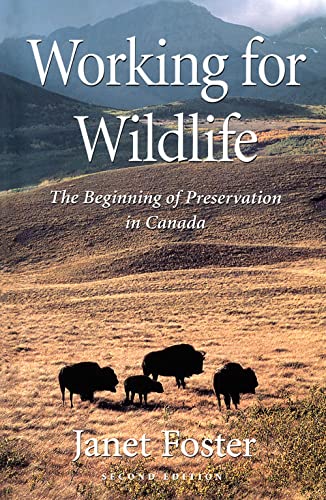 Working for
Wildlife
The Beginning of Preservation
in Canada
Janet Foster
SECOND EDITION